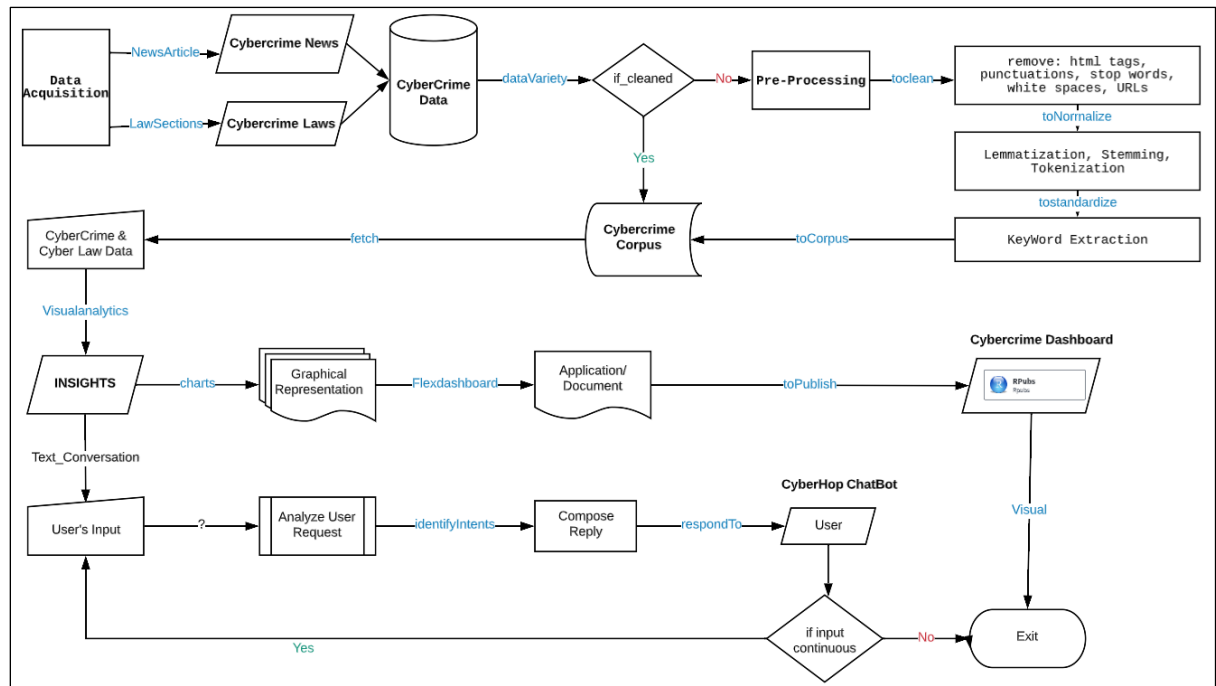 Data
Acquisition
NewsArticle
Cybercrime News
LawSections
Cybercrime Laws
CyberCrime
Data
dataVariety
if_cleaned
No
Pre-Processing
toclean
remove: html tags,
punctuations, stop words,
white spaces, URLs
toNormalize
Lemmatization, Stemming,
Tokenization
tostandardize
KeyWord Extraction
Yes
toCorpus
Cybercrime
Corpus
fetch
CyberCrime &
Cyber Law Data
Visualanalytics
INSIGHTS
charts
Graphical
Representation
Flexdashboard
Application/
Document
toPublish
Cybercrime Dashboard
RPubs
Rpubs
Text_Conversation
User's Input
?
Analyze User
Request
identifyIntents
Compose
Reply
respondTo
CyberHop ChatBot
User
Visual
if input
continuous
Yes
No
Exit